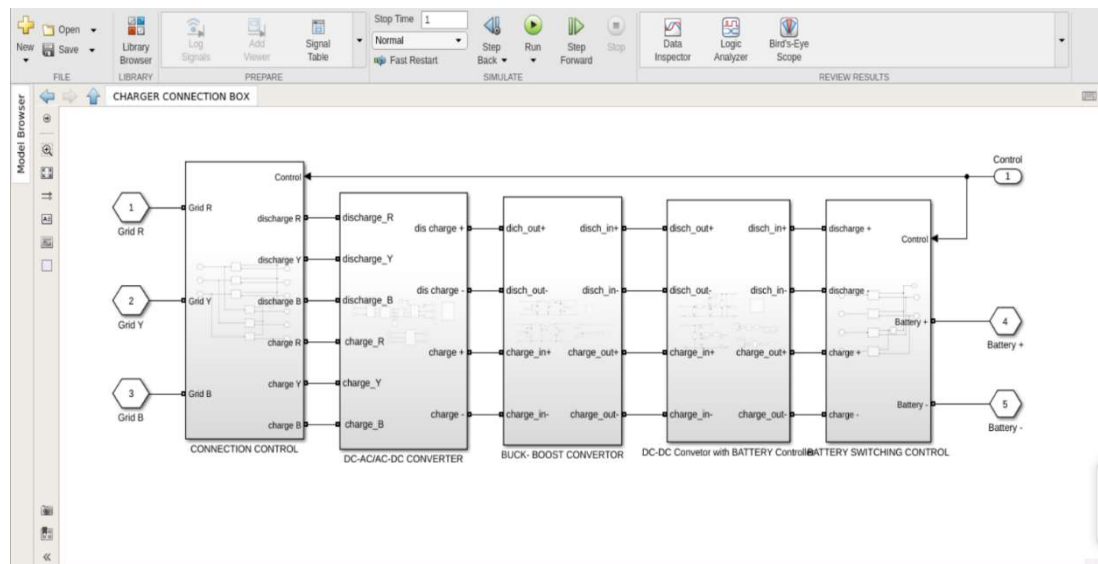 New
Open
Save
FILE
Library
Browser
LIBRARY
Log
Signals
Add
Viewer
Signal
Table
PREPARE
Stop Time 1
Normal
Fast Restart
Step
Back
Run
Step
Forward
Stop
SIMULATE
Data
Inspector
Logic
Analyzer
Bird's-Eye
Scope
REVIEW RESULTS
Model Browser
CHARGER CONNECTION BOX
Control
1
1
Grid R
2
Grid Y
3
Grid B
Control
Grid R
discharge R
discharge Y
Grid Y
discharge B
charge R
charge Y
Grid B
charge B
CONNECTION CONTROL
discharge_R
dis charge +
discharge_Y
dis charge -
discharge_B
charge_R
charge +
charge_Y
charge -
charge_B
DC-AC/AC-DC CONVERTER
dich_out+
disch_in+
disch_out-
disch_in-
charge_in+
charge_out+
charge_in-
charge_out-
BUCK- BOOST CONVERTOR
disch_out+
disch_in+
disch_out-
disch_in-
charge_in+
charge_out+
charge_in-
charge_out-
DC-DC Convetor with BATTERY Controller
discharge +
Control
discharge -
Battery +
charge +
Battery -
charge -
BATTERY SWITCHING CONTROL
4
Battery +
5
Battery -